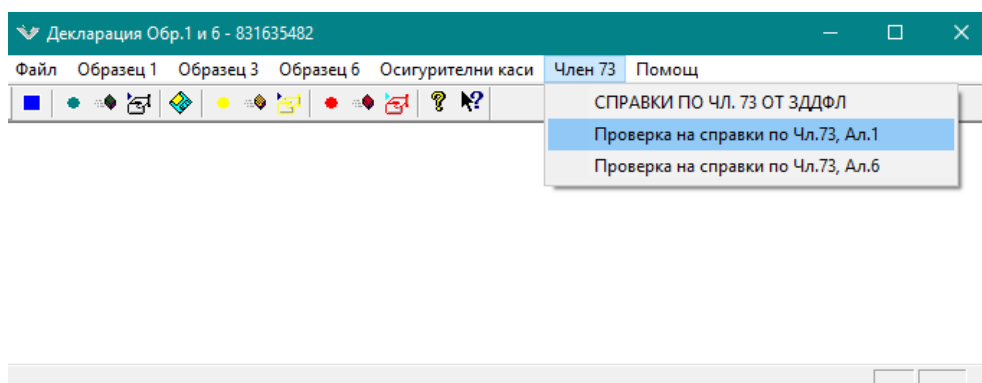 Декларация Обр.1 и 6 - 831635482
Файл Образец 1 Образец 3 Образец 6 Осигурителни каси Член 73 Помощ
СПРАВКИ ПО ЧЛ. 73 ОТ ЗДДФЛ
Проверка на справки по Чл.73, Ал.1
Проверка на справки по Чл.73, Ал.6